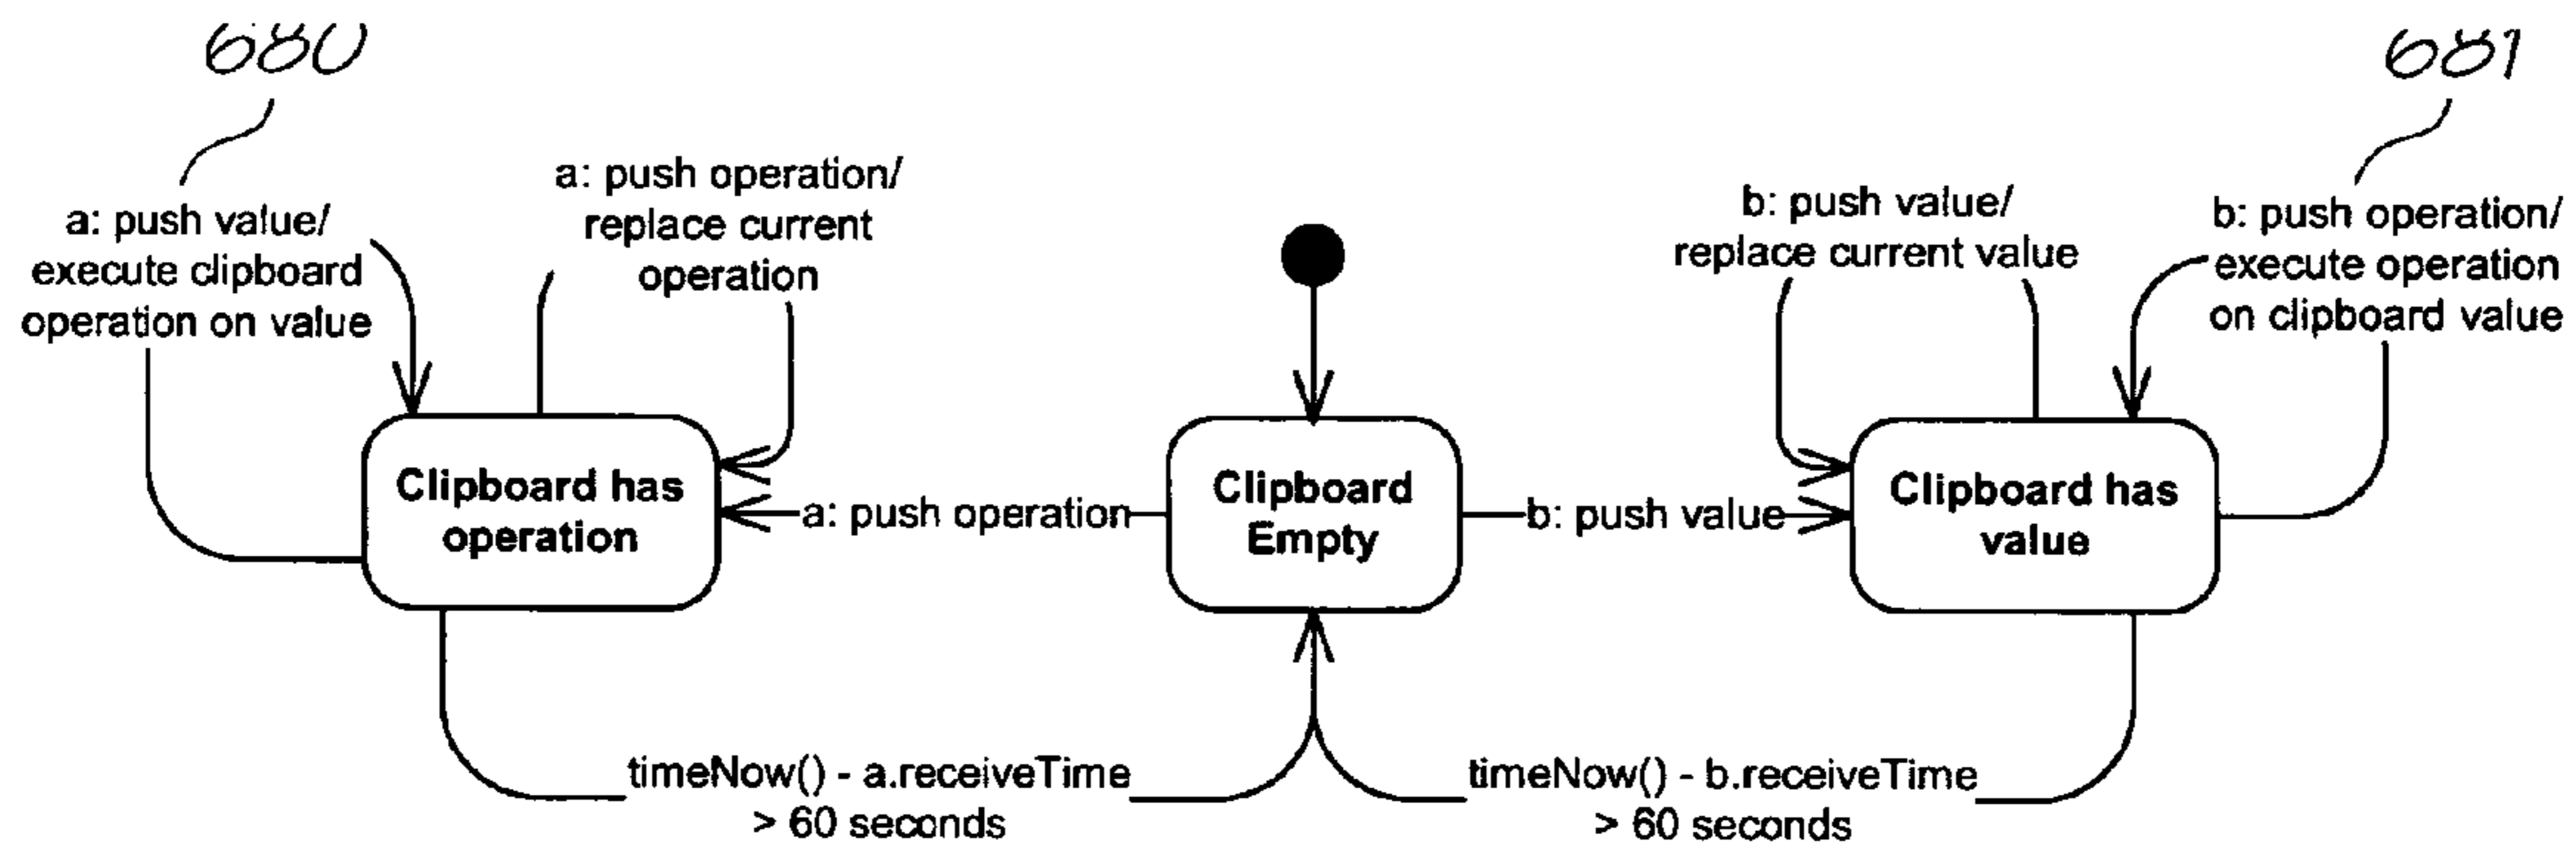 680
681
a: push value/
execute clipboard
operation on value
a: push operation/
replace current
operation
b: push value/
replace current value
b: push operation/
execute operation
on clipboard value
Clipboard has
operation
a: push operation
Clipboard
Empty
b: push value
Clipboard has
value
timeNow() - a.receiveTime
> 60 seconds
timeNow() - b.receiveTime
> 60 seconds